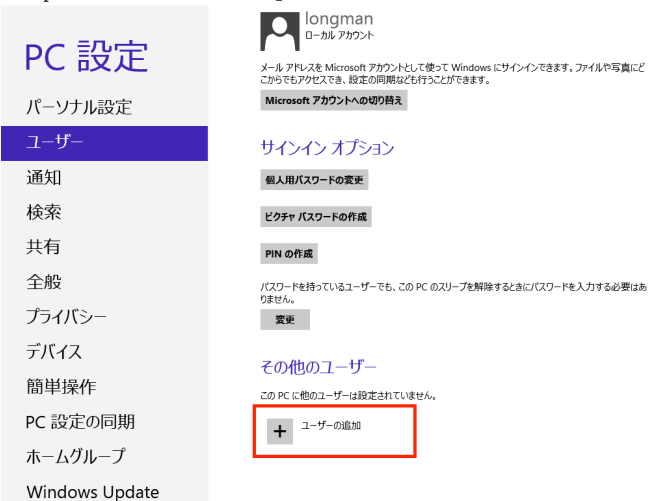 PC 設定
パーソナル設定
ユーザー
通知
検索
共有
全般
プライバシー
デバイス
簡単操作
PC 設定の同期
ホームグループ
Windows Update
longman
ローカル アカウント
メール アドレスを Microsoft アカウントとして使って Windows にサインインできます。ファイルや写真にど
こからでもアクセスでき、設定の同期なども行うことができます。
Microsoft アカウントへの切り替え
サインイン オプション
個人用パスワードの変更
ピクチャ パスワードの作成
PIN の作成
パスワードを持っているユーザーでも、この PC のスリープを解除するときにパスワードを入力する必要はあ
りません。
変更
その他のユーザー
この PC に他のユーザーは設定されていません。
+ ユーザーの追加